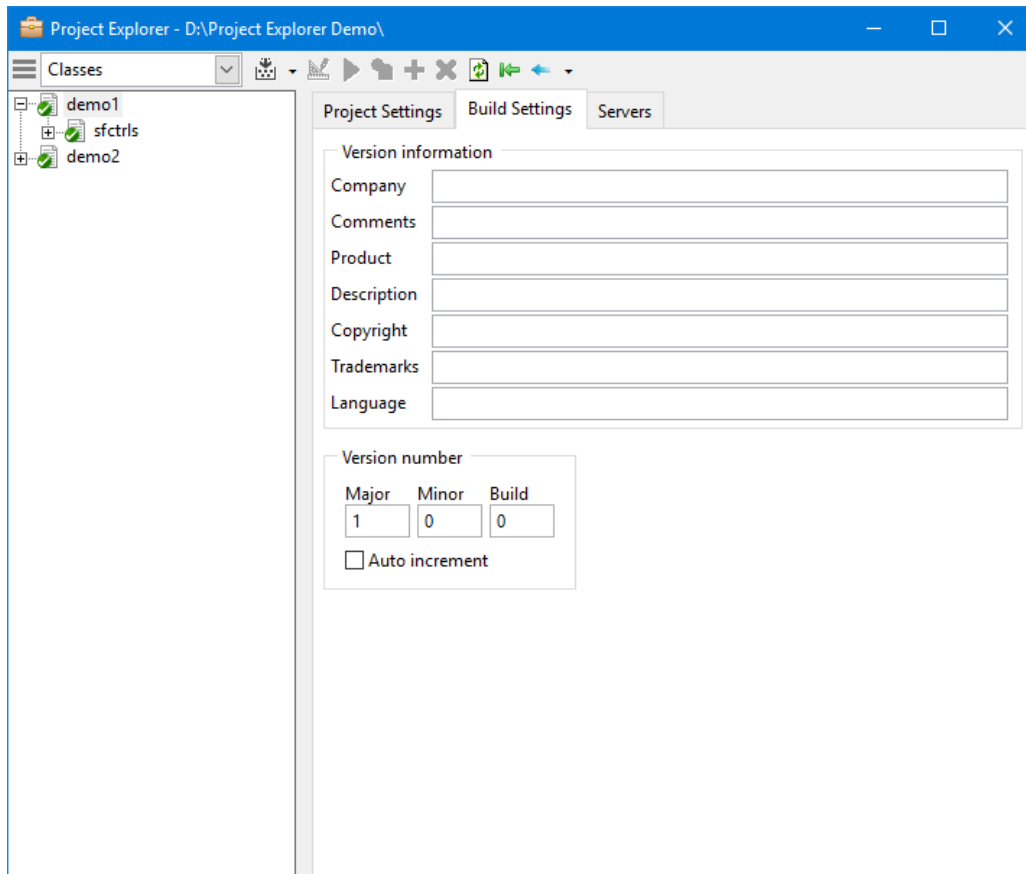 Project Explorer - D:\Project Explorer Demo\
Classes
demo1
sfctrls
demo2
Project Settings
Build Settings
Servers
Version information
Company
Comments
Product
Description
Copyright
Trademarks
Language
Version number
Major Minor Build
1 0 0
Auto increment